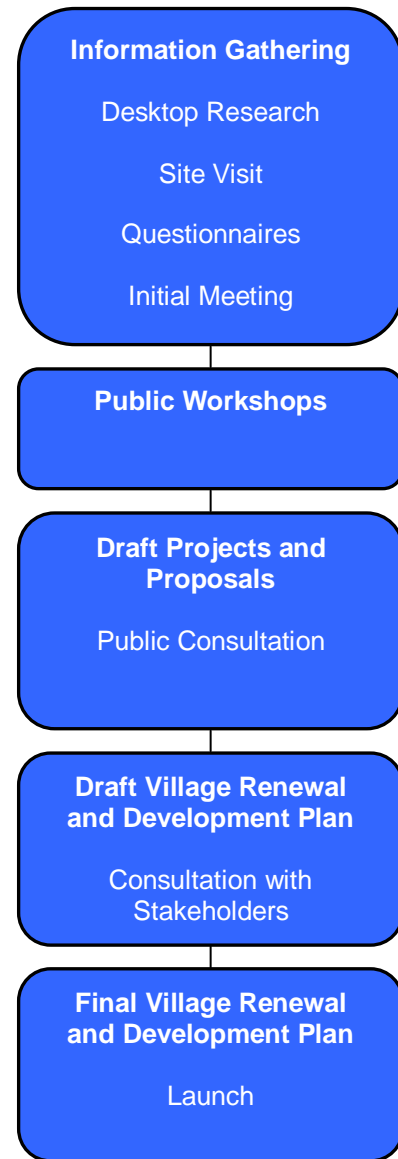 Information Gathering
Desktop Research
Site Visit
Questionnaires
Initial Meeting
Public Workshops
Draft Projects and
Proposals
Public Consultation
Draft Village Renewal
and Development Plan
Consultation with
Stakeholders
Final Village Renewal
and Development Plan
Launch